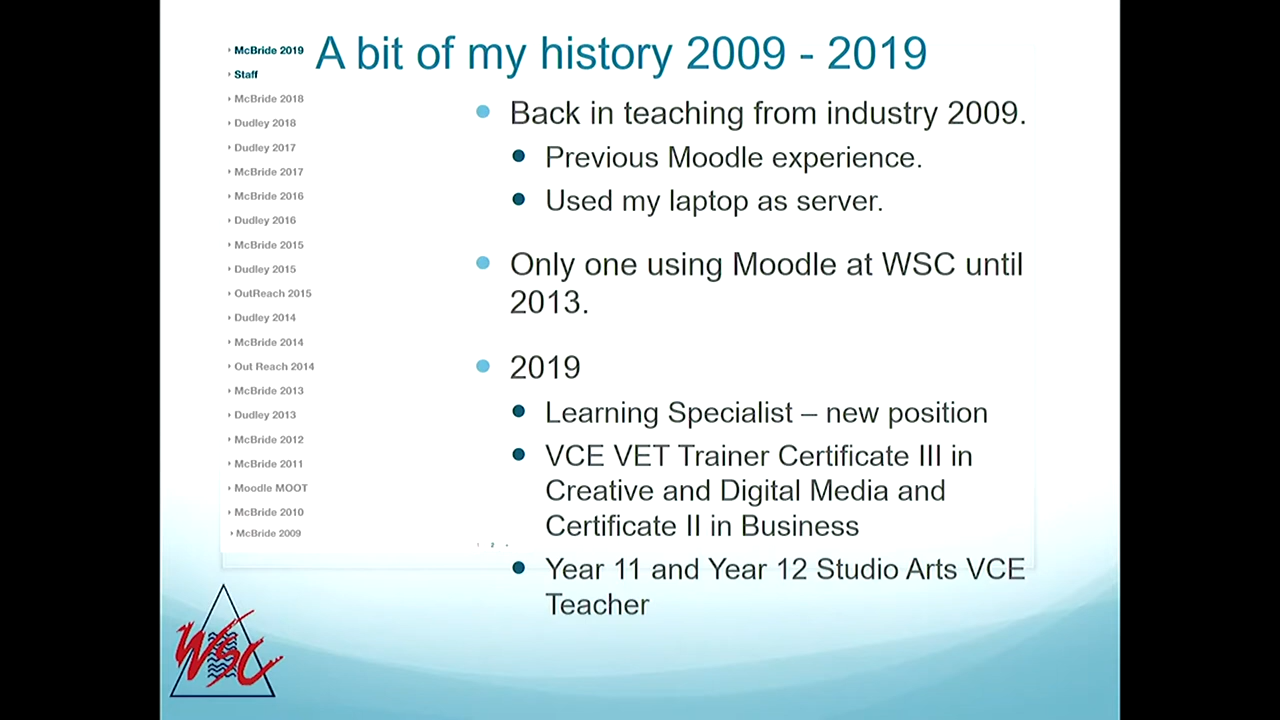 A bit of my history 2009 - 2019
McBride 2019
Staff
McBride 2018
Dudley 2018
Dudley 2017
McBride 2017
McBride 2016
Dudley 2016
McBride 2015
Dudley 2015
OutReach 2015
Dudley 2014
McBride 2014
Out Reach 2014
McBride 2013
Dudley 2013
McBride 2012
McBride 2011
Moodle MOOT
McBride 2010
McBride 2009
1 2
Back in teaching from industry 2009.
Previous Moodle experience.
Used my laptop as server.
Only one using Moodle at WSC until
2013.
2019
Learning Specialist – new position
VCE VET Trainer Certificate III in
Creative and Digital Media and
Certificate II in Business
Year 11 and Year 12 Studio Arts VCE
Teacher
WSC